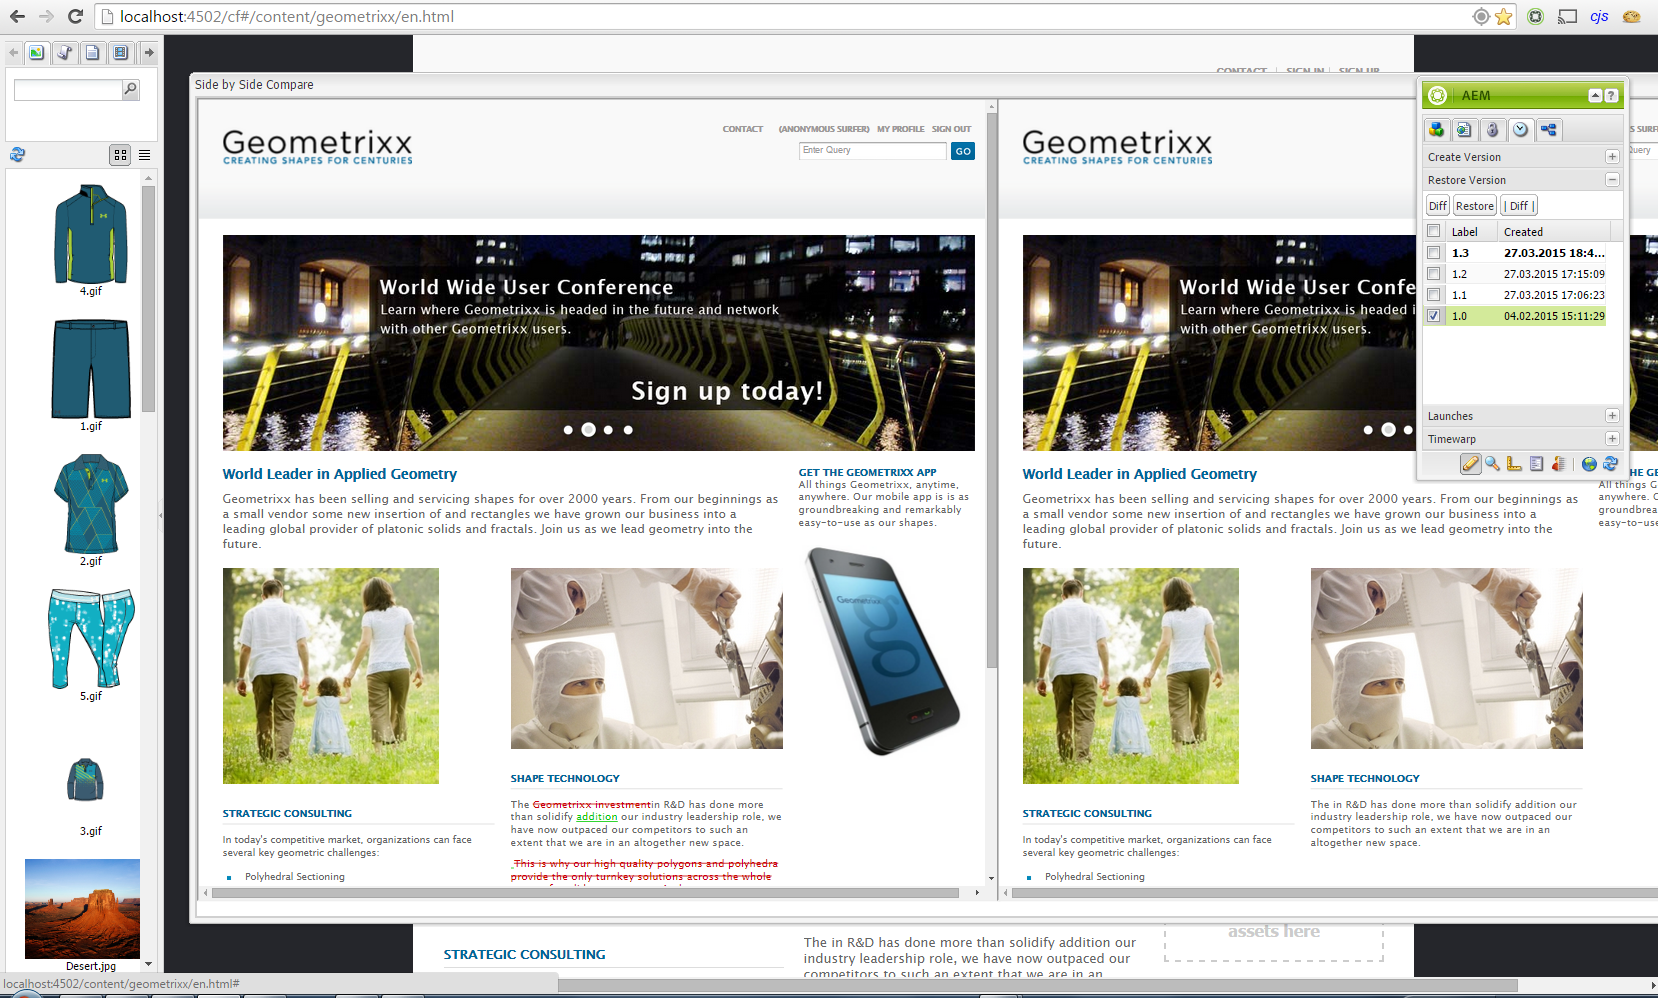 localhost:4502/cf#/content/geometrixx/en.html
cjs
4.gif
1.gif
2.gif
5.gif
3.gif
Desert.jpg
CONTACT | SIGN IN | SIGN UP
Side by Side Compare
Geometrixx
CREATING SHAPES FOR CENTURIES
CONTACT (ANONYMOUS SURFER) MY PROFILE SIGN OUT
Enter Query
GO
World Wide User Conference
Learn where Geometrixx is headed in the future and network
with other Geometrixx users.
Sign up today!
World Leader in Applied Geometry
Geometrixx has been selling and servicing shapes for over 2000 years. From our beginnings as
a small vendor some new insertion of and rectangles we have grown our business into a
leading global provider of platonic solids and fractals. Join us as we lead geometry into the
future.
GET THE GEOMETRIXX APP
All things Geometrixx, anytime,
anywhere. Our mobile app is is as
groundbreaking and remarkably
easy-to-use as our shapes.
Geometrixx
g
STRATEGIC CONSULTING
In today's competitive market, organizations can face
several key geometric challenges:
Polyhedral Sectioning
SHAPE TECHNOLOGY
The Geometrixx investmentin R&D has done more
than solidify addition our industry leadership role, we
have now outpaced our competitors to such an
extent that we are in an altogether new space.
This is why our high quality polygons and polyhedra
provide the only turnkey solutions across the whole
Geometrixx
CREATING SHAPES FOR CENTURIES
World Wide User Confe
Learn where Geometrixx is headed i
with other Geometrixx users.
World Leader in Applied Geometry
Geometrixx has been selling and servicing shapes for over 2000 years. From our beginnings as
a small vendor some new insertion of and rectangles we have grown our business into a
leading global provider of platonic solids and fractals. Join us as we lead geometry into the
future.
STRATEGIC CONSULTING
In today's competitive market, organizations can face
several key geometric challenges:
Polyhedral Sectioning
SHAPE TECHNOLOGY
The in R&D has done more than solidify addition our
industry leadership role, we have now outpaced our
competitors to such an extent that we are in an
altogether new space.
S SURF
uery
HE GE
All thing
anywhere. O
groundbrea
easy-to-use
AEM
?
Create Version
Restore Version
Diff
Restore
| Diff |
Label Created
1.3 27.03.2015 18:4...
1.2 27.03.2015 17:15:09
1.1 27.03.2015 17:06:23
1.0 04.02.2015 15:11:29
Launches
Timewarp
STRATEGIC CONSULTING
The in R&D has done more than solidify addition our
industry leadership role, we have now outpaced our
competitors to such an extent that we are in an
assets here
localhost:4502/content/geometrixx/en.html#